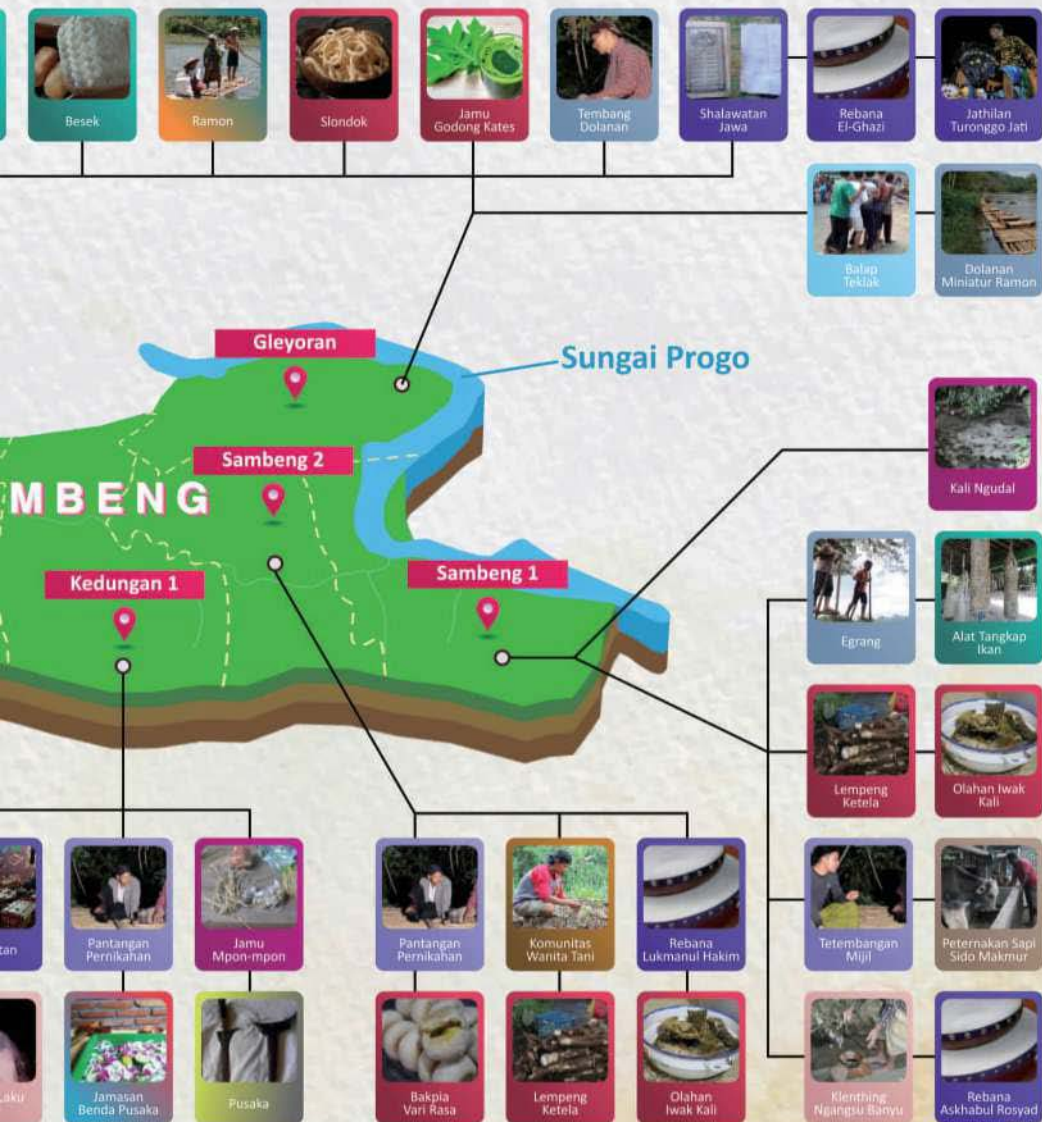 Besek
Ramon
Slondok
Jamu
Godong Kates
Tembang
Dolanan
Shalawatan
Jawa
Rebana
El-Ghazi
Jathilan
Turonggo Jati
Balap
Teklak
Dolanan
Miniatur Ramon
Gleyoran
Sungai Progo
Sambeng 2
MBENG
Kedungan 1
Sambeng 1
Kali Ngudal
Egrang
Alat Tangkap
Ikan
Lempeng
Ketela
Olahan Iwak
Kali
tan
Pantangan
Pernikahan
Jamu
Mpon-mpon
Pantangan
Pernikahan
Komunitas
Wanita Tani
Rebana
Lukmanul Hakim
Tetembangan
Mijil
Peternakan Sapi
Sido Makmur
Laku
Jamasan
Benda Pusaka
Pusaka
Bakpia
Vari Rasa
Lempeng
Ketela
Olahan
Iwak Kali
Klenthing
Ngangsu Banyu
Rebana
Askhabul Rosyad